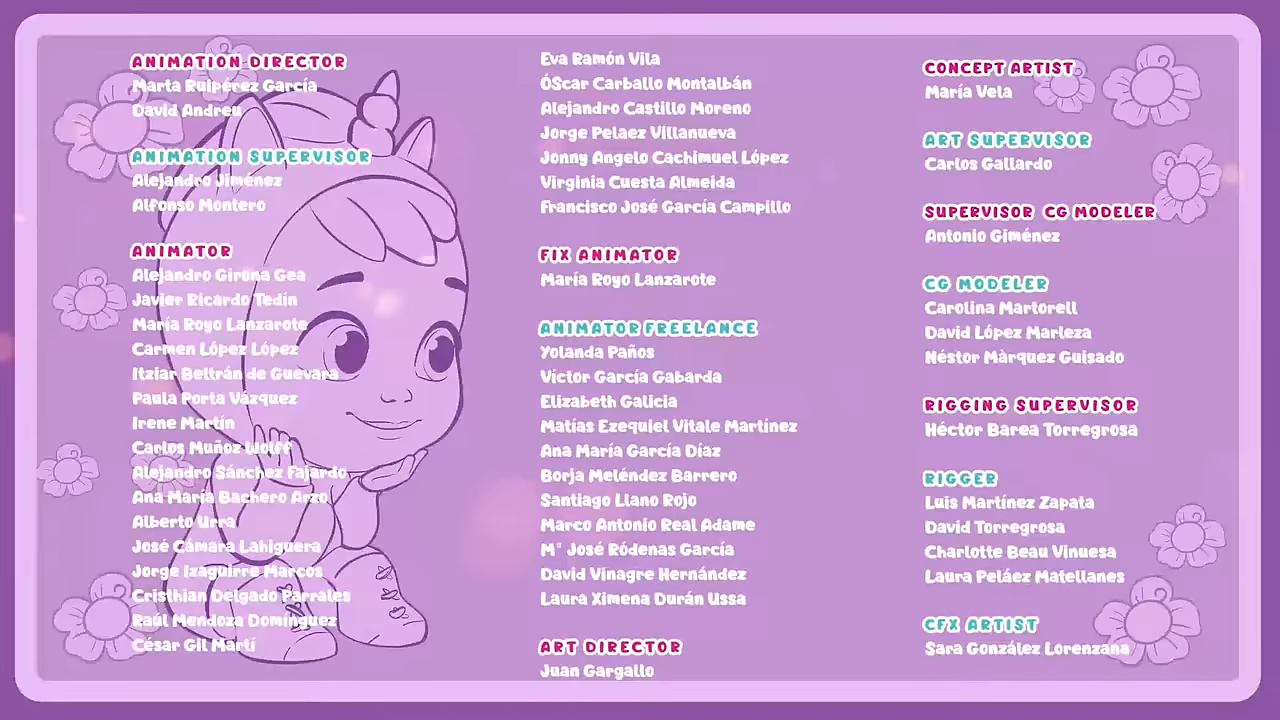 ANIMATION DIRECTOR
Marta Ruipérez García
David Andreu
ANIMATION SUPERVISOR
Alejandro Jiménez
Alfonso Montero
ANIMATOR
Alejandro Girona Gea
Javier Ricardo Tedín
María Royo Lanzarote
Carmen López López
Itziar Beltrán de Guevara
Paula Porta Vázquez
Irene Martín
Carlos Muñoz Wolff
Alejandro Sánchez Fajardo
Ana María Bachero Arzo
Alberto Urra
José Cámara Lahiguera
Jorge Izaguirre Marcos
Cristhian Delgado Parrales
Raúl Mendoza Domínguez
César Gil Martí
Eva Ramón Vila
ÓScar Carballo Montalbán
Alejandro Castillo Moreno
Jorge Pelaez Villanueva
Jonny Angelo Cachimuel López
Virginia Cuesta Almeida
Francisco José García Campillo
FIX ANIMATOR
María Royo Lanzarote
ANIMATOR FREELANCE
Yolanda Paños
Víctor García Gabarda
Elizabeth Galicia
Matías Ezequiel Vitale Martínez
Ana María García Díaz
Borja Meléndez Barrero
Santiago Llano Rojo
Marco Antonio Real Adame
Mª José Ródenas García
David Vinagre Hernández
Laura Ximena Durán Ussa
ART DIRECTOR
Juan Gargallo
CONCEPT ARTIST
María Vela
ART SUPERVISOR
Carlos Gallardo
SUPERVISOR CG MODELER
Antonio Giménez
CG MODELER
Carolina Martorell
David López Marleza
Néstor Màrquez Guisado
RIGGING SUPERVISOR
Héctor Barea Torregrosa
RIGGER
Luis Martínez Zapata
David Torregrosa
Charlotte Beau Vinuesa
Laura Peláez Matellanes
CFX ARTIST
Sara González Lorenzana